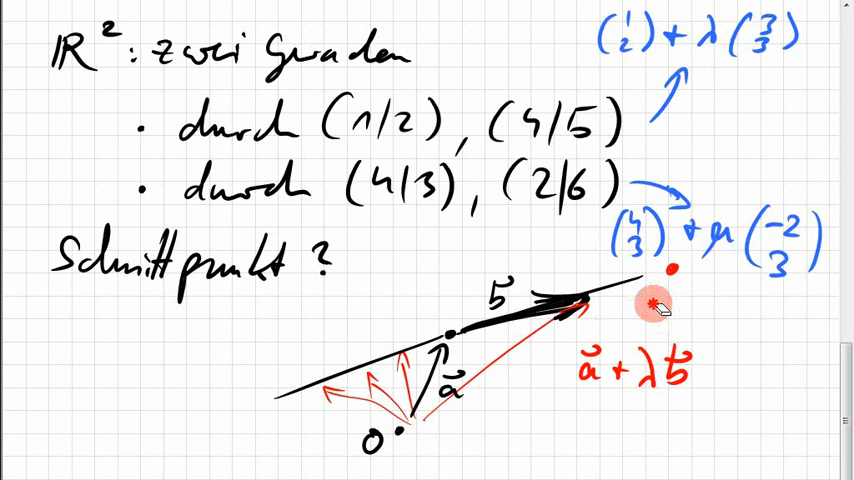 ℝ²: zwei Geraden
(1 2) + λ (3 3)
• durch (1/2), (4/5)
• durch (4/3), (2/6)
(4 3) + μ (-2 3)
Schnittpunkt?
b⃗
a⃗ + λ b⃗
a⃗
0